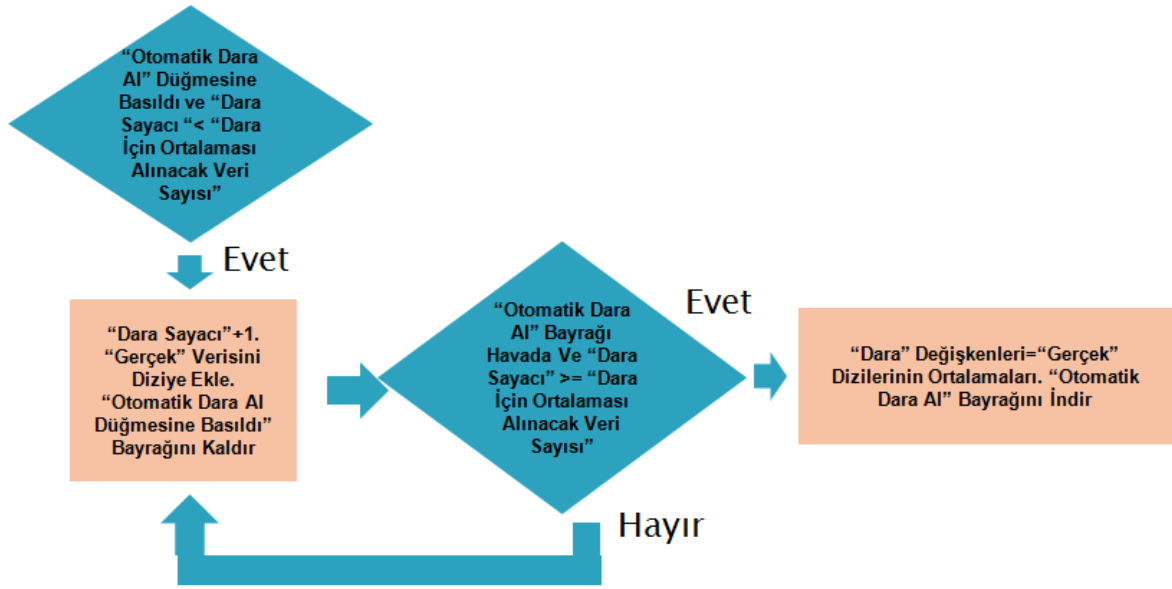 “Otomatik Dara
Al” Düğmesine
Basıldı ve “Dara
Sayacı “< “Dara
İçin Ortalaması
Alınacak Veri
Sayısı”
Evet
“Dara Sayacı”+1.
“Gerçek” Verisini
Diziye Ekle.
“Otomatik Dara Al
Düğmesine Basıldı”
Bayrağını Kaldır
“Otomatik Dara
Al” Bayrağı
Havada Ve “Dara
Sayacı” >= “Dara
İçin Ortalaması
Alınacak Veri
Sayısı”
Evet
“Dara” Değişkenleri=“Gerçek”
Dizilerinin Ortalamaları. “Otomatik
Dara Al” Bayrağını İndir
Hayır